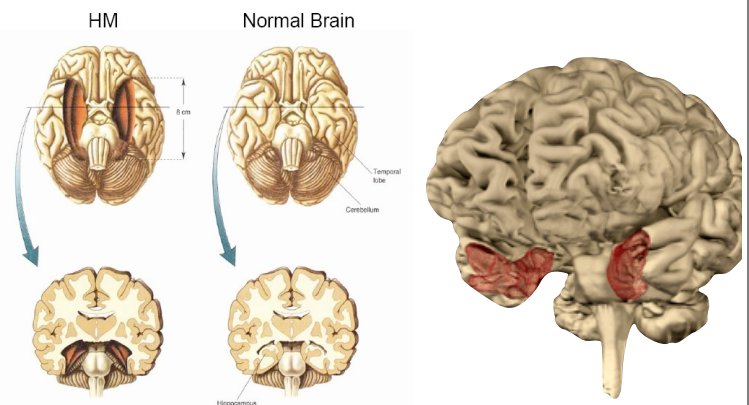 HM
Normal Brain
8 cm
Temporal
lobe
Cerebellum
Hippocampus